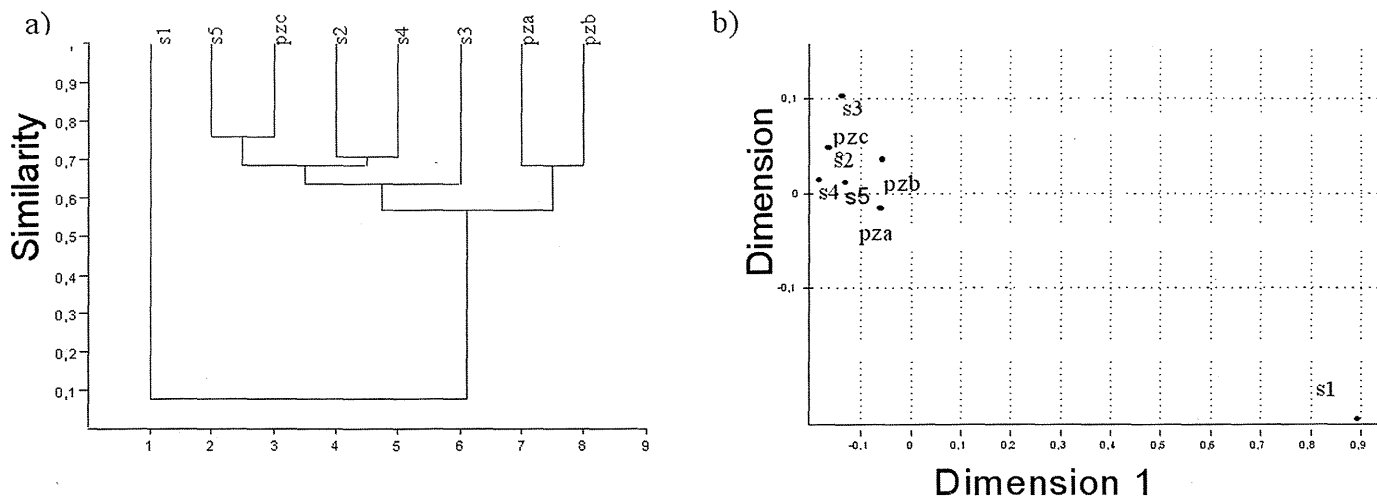 a)
s1 s5 pzc s2 s4 s3 pza pzb
Similarity
0,9
0,8
0,7
0,6
0,5
0,4
0,3
0,2
0,1
1 2 3 4 5 6 7 8 9
b)
Dimension
0,1
0
-0,1
s3
pzc
s2
pzb
s4 s5
pza
s1
-0,1 0 0,1 0,2 0,3 0,4 0,5 0,6 0,7 0,8 0,9
Dimension 1